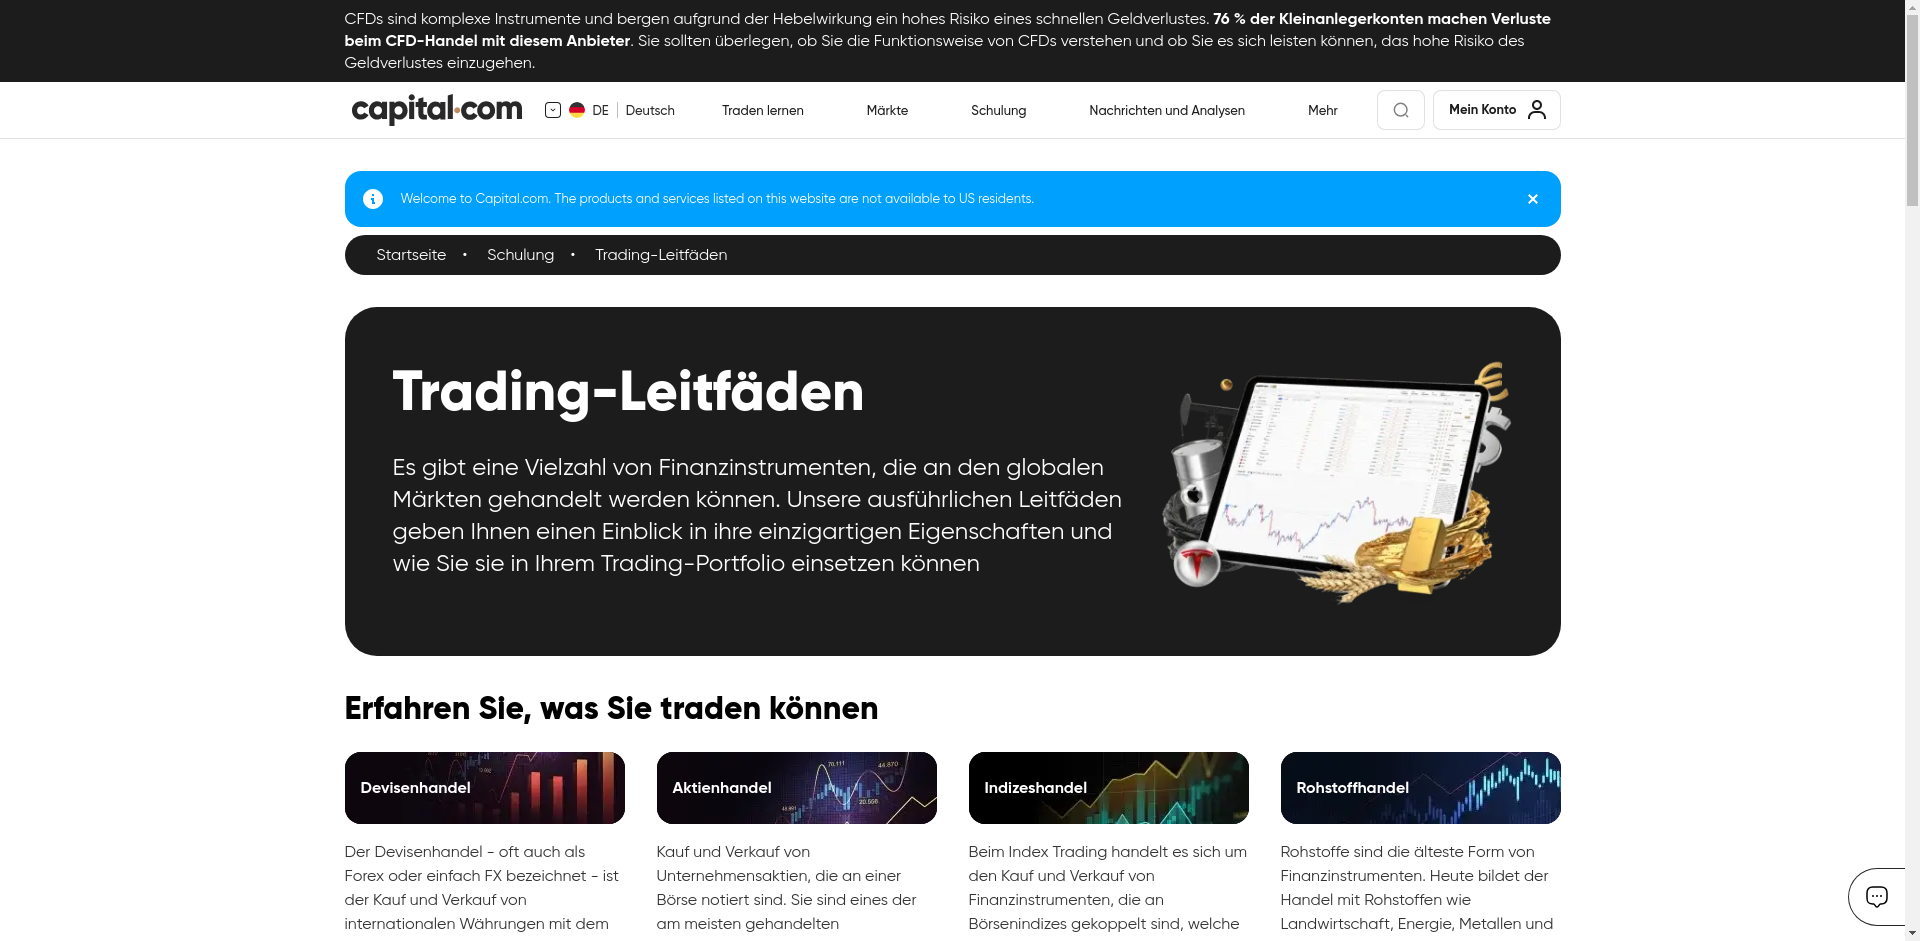 CFDs sind komplexe Instrumente und bergen aufgrund der Hebelwirkung ein hohes Risiko eines schnellen Geldverlustes. 76 % der Kleinanlegerkonten machen Verluste
beim CFD-Handel mit diesem Anbieter. Sie sollten überlegen, ob Sie die Funktionsweise von CFDs verstehen und ob Sie es sich leisten können, das hohe Risiko des
Geldverlustes einzugehen.
capital.com
DE Deutsch
Traden lernen
Märkte
Schulung
Nachrichten und Analysen
Mehr
Mein Konto
Welcome to Capital.com. The products and services listed on this website are not available to US residents.
Startseite • Schulung • Trading-Leitfäden
Trading-Leitfäden
Es gibt eine Vielzahl von Finanzinstrumenten, die an den globalen
Märkten gehandelt werden können. Unsere ausführlichen Leitfäden
geben Ihnen einen Einblick in ihre einzigartigen Eigenschaften und
wie Sie sie in Ihrem Trading-Portfolio einsetzen können
Erfahren Sie, was Sie traden können
Devisenhandel
Der Devisenhandel - oft auch als
Forex oder einfach FX bezeichnet - ist
der Kauf und Verkauf von
internationalen Währungen mit dem
Aktienhandel
70.111
44.870
20.556
Kauf und Verkauf von
Unternehmensaktien, die an einer
Börse notiert sind. Sie sind eines der
am meisten gehandelten
Indizeshandel
Beim Index Trading handelt es sich um
den Kauf und Verkauf von
Finanzinstrumenten, die an
Börsenindizes gekoppelt sind, welche
Rohstoffhandel
Rohstoffe sind die älteste Form von
Finanzinstrumenten. Heute bildet der
Handel mit Rohstoffen wie
Landwirtschaft, Energie, Metallen und